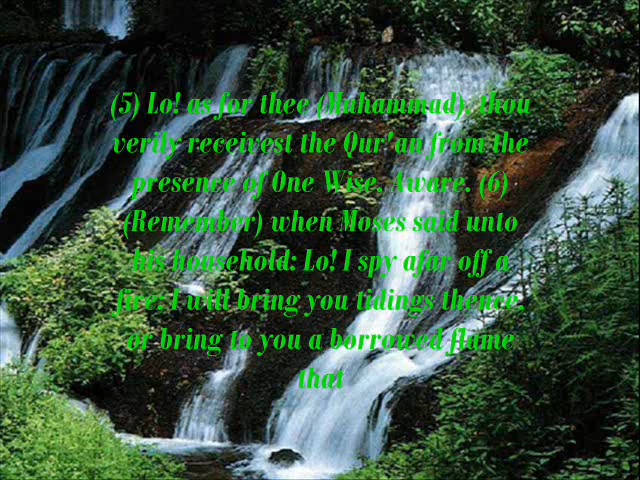 (5) Lo! as for thee (Muhammad), thou
verily receivest the Qur'an from the
presence of One Wise, Aware. (6)
(Remember) when Moses said unto
his household: Lo! I spy afar off a
fire; I will bring you tidings thence,
or bring to you a borrowed flame
that